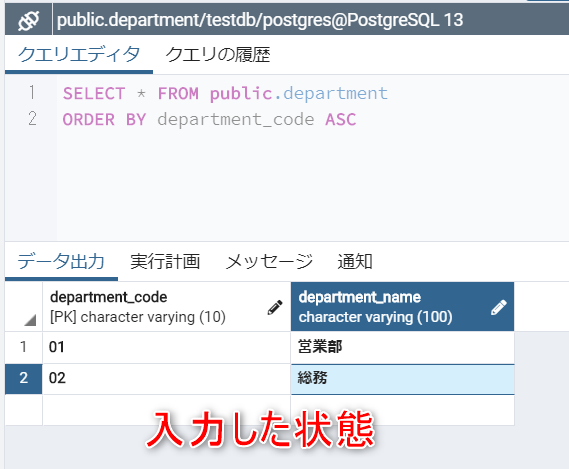 public.department/testdb/postgres@PostgreSQL 13
クエリエディタ クエリの履歴
1 SELECT * FROM public.department
2 ORDER BY department_code ASC
データ出力 実行計画 メッセージ 通知
department_code department_name
[PK] character varying (10) character varying (100)
1 01 営業部
2 02 総務
入力した状態